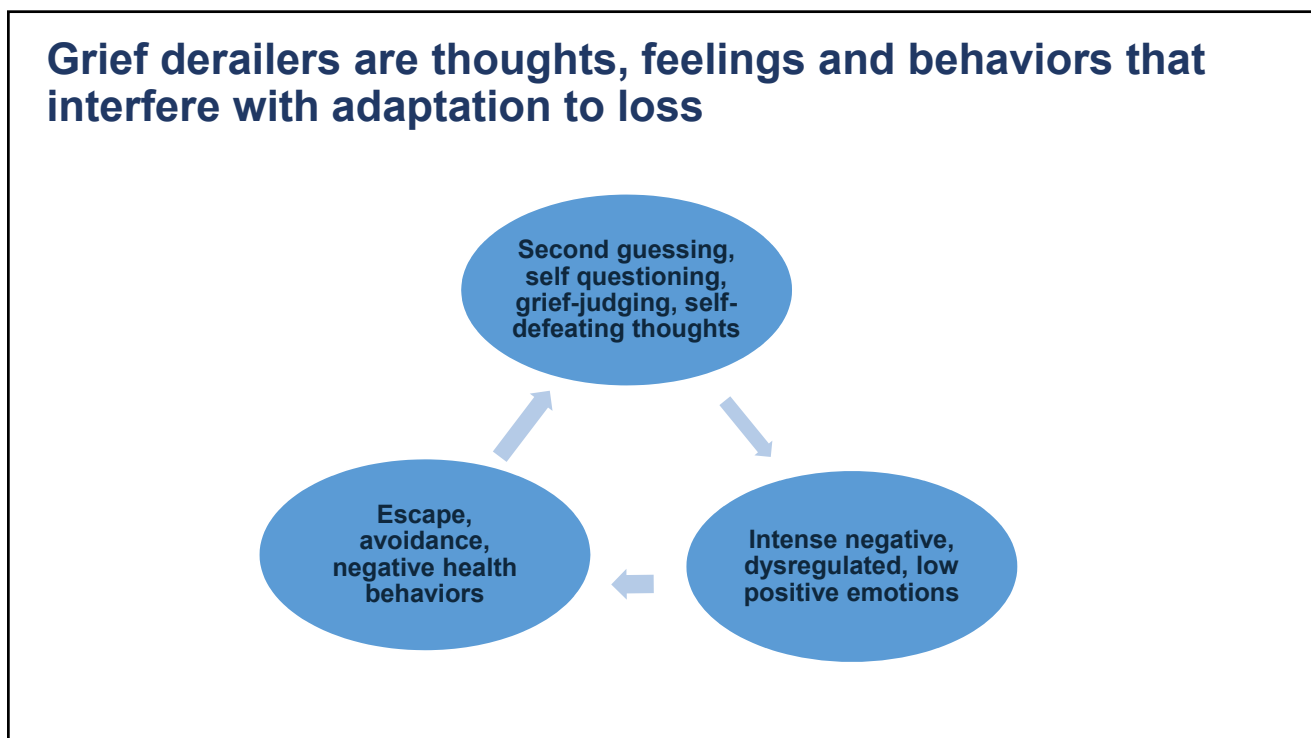 Grief derailers are thoughts, feelings and behaviors that
interfere with adaptation to loss
Second guessing,
self questioning,
grief-judging, self-
defeating thoughts
Escape,
avoidance,
negative health
behaviors
Intense negative,
dysregulated, low
positive emotions